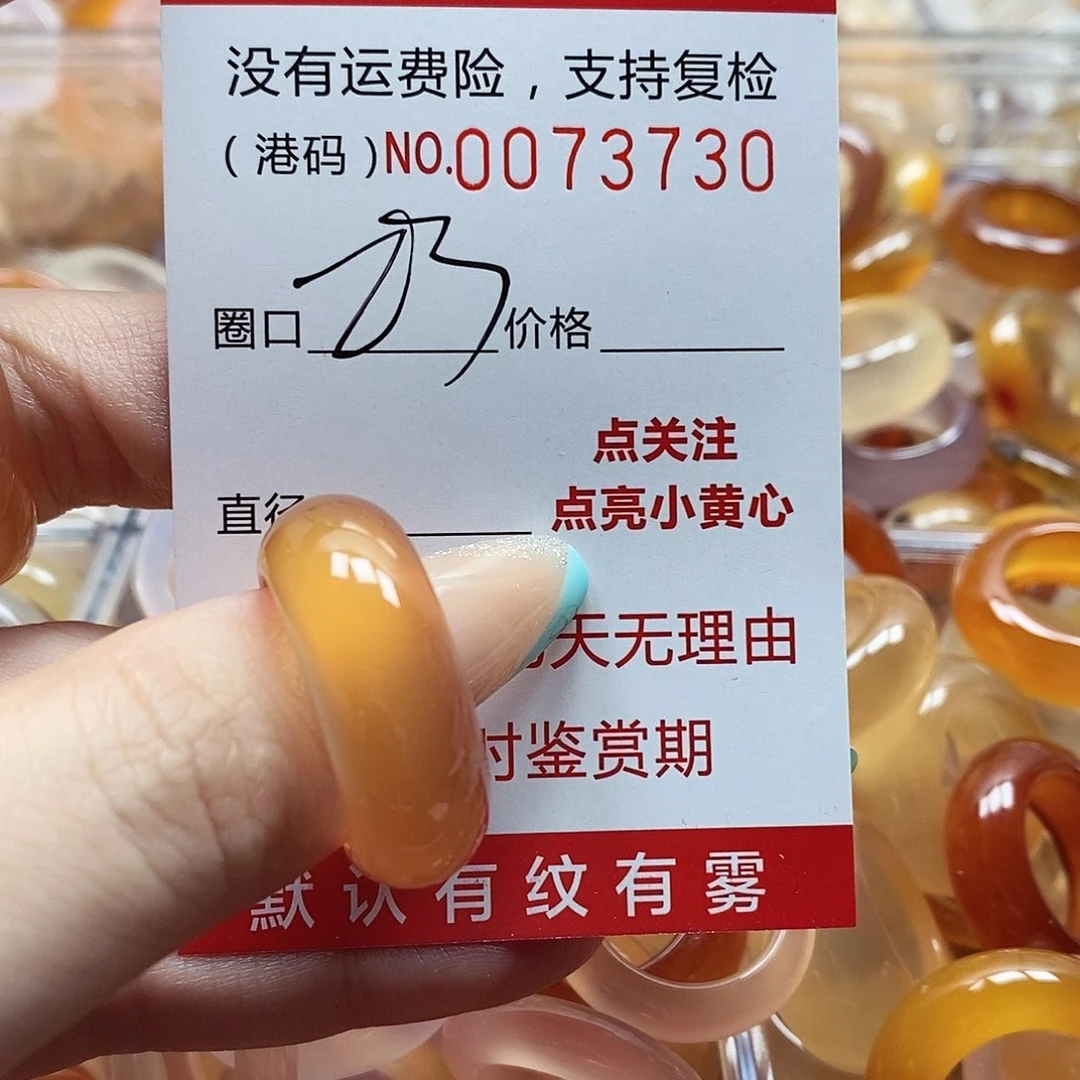 没有运费险，支持复检
（港码）NO.0073730
圈口 价格
点关注
直径
点亮小黄心
天无理由
时鉴赏期
默认有纹有雾